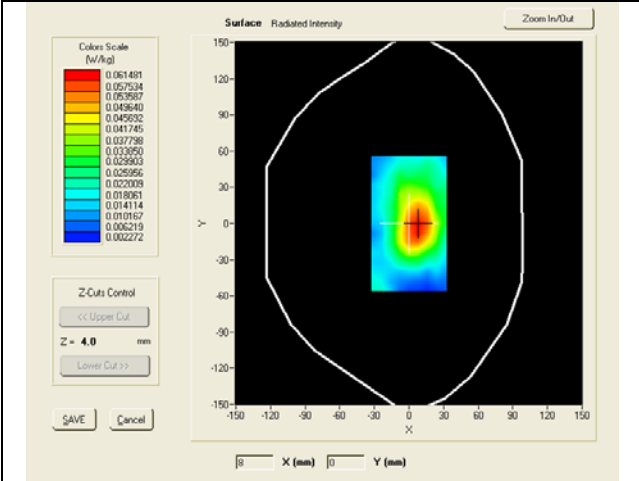 Surface Radiated Intensity
Zoom In/Out
Colors Scale
(W/kg)
0.061481
0.057534
0.053587
0.049640
0.045692
0.041745
0.037798
0.033850
0.029903
0.025956
0.022009
0.018061
0.014114
0.010167
0.006219
0.002272
Z-Cuts Control
<< Upper Cut
Z = 4.0 mm
Lower Cut >>
SAVE Cancel
150
120
90
60
30
0
-30
-60
-90
-120
-150
Y
-150 -120 -90 -60 -30 0 30 60 90 120 150
X
8 X (mm) 0 Y (mm)